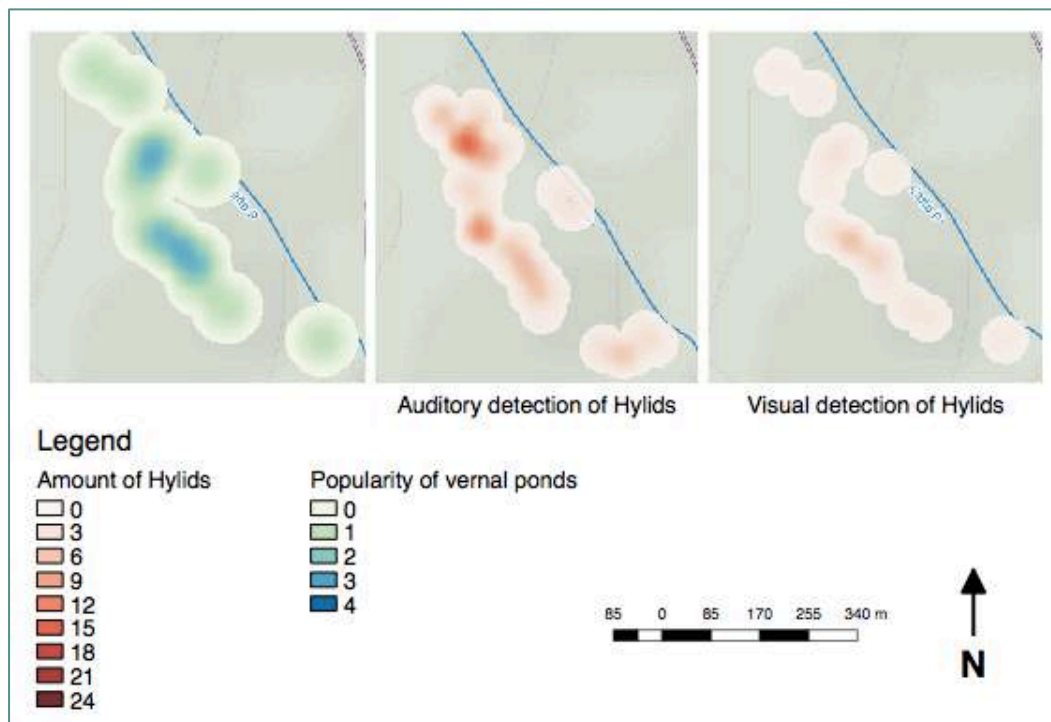 Auditory detection of Hylids
Visual detection of Hylids
Legend
Amount of Hylids
0
3
6
9
12
15
18
21
24
Popularity of vernal ponds
0
1
2
3
4
85 0 85 170 255 340 m
N